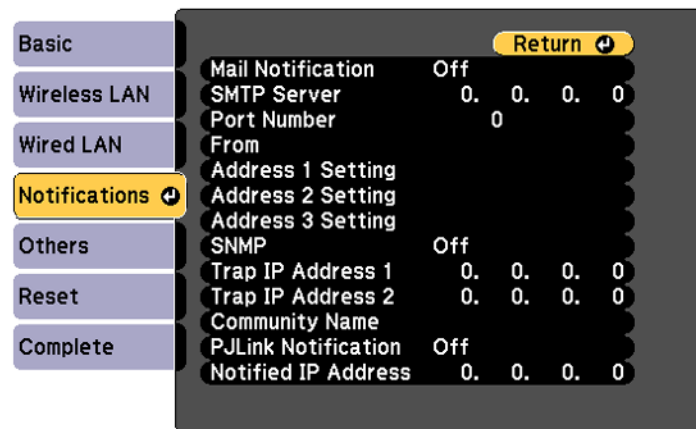 Basic
Wireless LAN
Wired LAN
Notifications
Others
Reset
Complete
Return
Mail Notification Off
SMTP Server 0. 0. 0. 0
Port Number 0
From
Address 1 Setting
Address 2 Setting
Address 3 Setting
SNMP Off
Trap IP Address 1 0. 0. 0. 0
Trap IP Address 2 0. 0. 0. 0
Community Name
PJLink Notification Off
Notified IP Address 0. 0. 0. 0